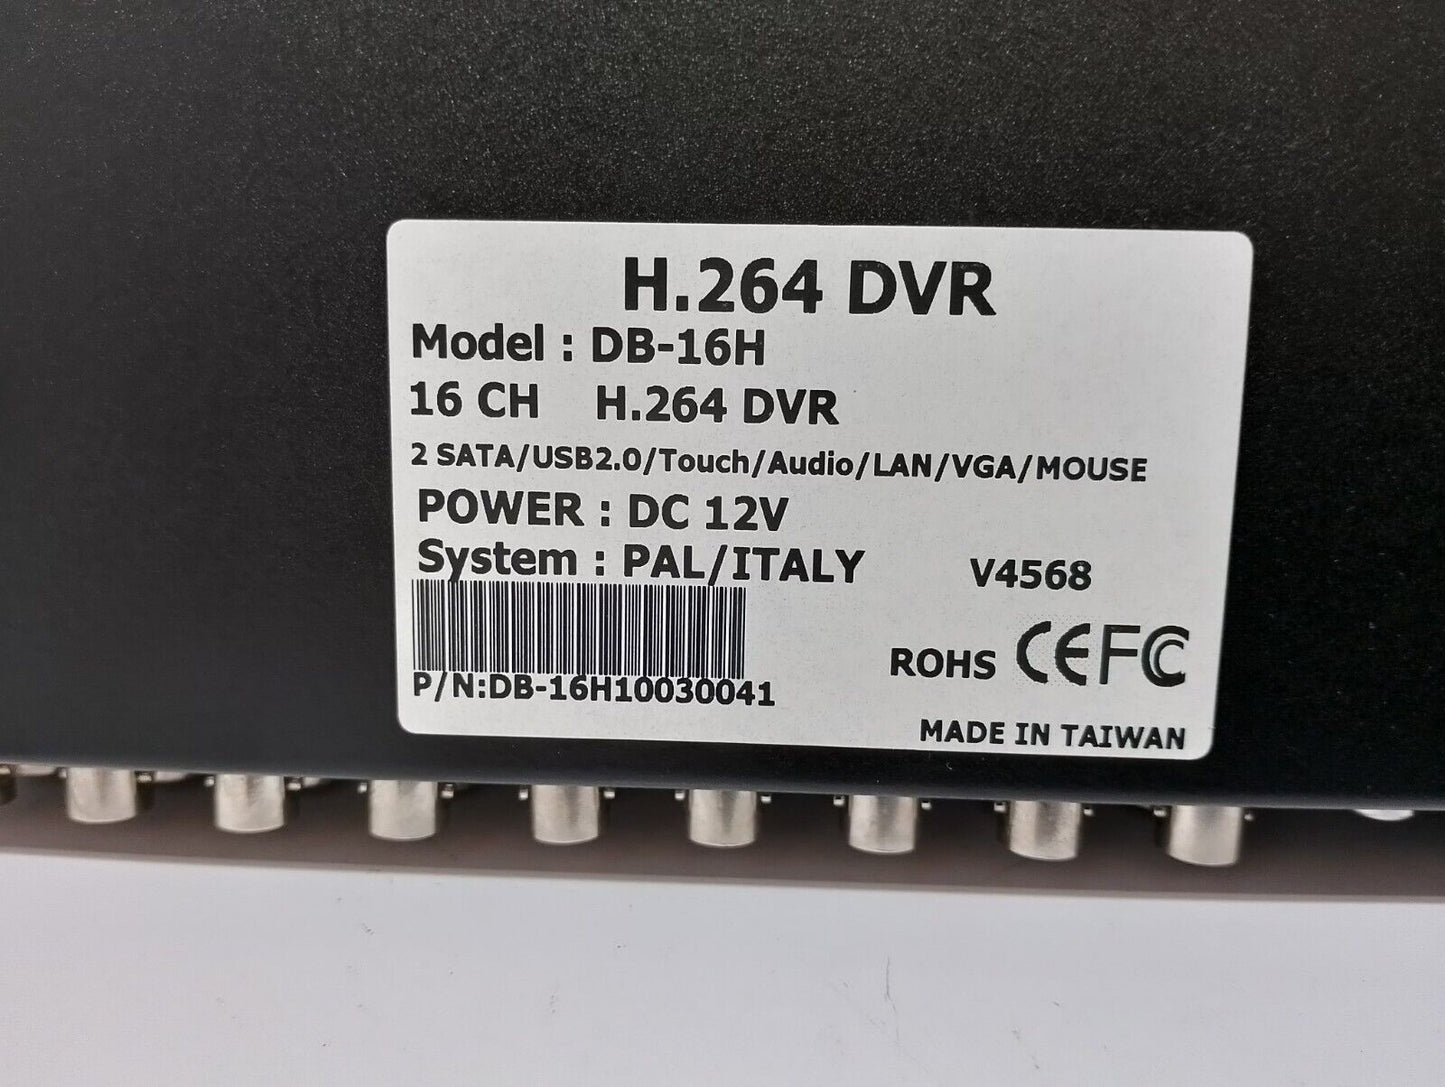 H.264 DVR
Model : DB-16H
16 CH H.264 DVR
2 SATA/USB2.0/Touch/Audio/LAN/VGA/MOUSE
POWER : DC 12V
System : PAL/ITALY V4568
P/N:DB-16H10030041
ROHS CE FC
MADE IN TAIWAN